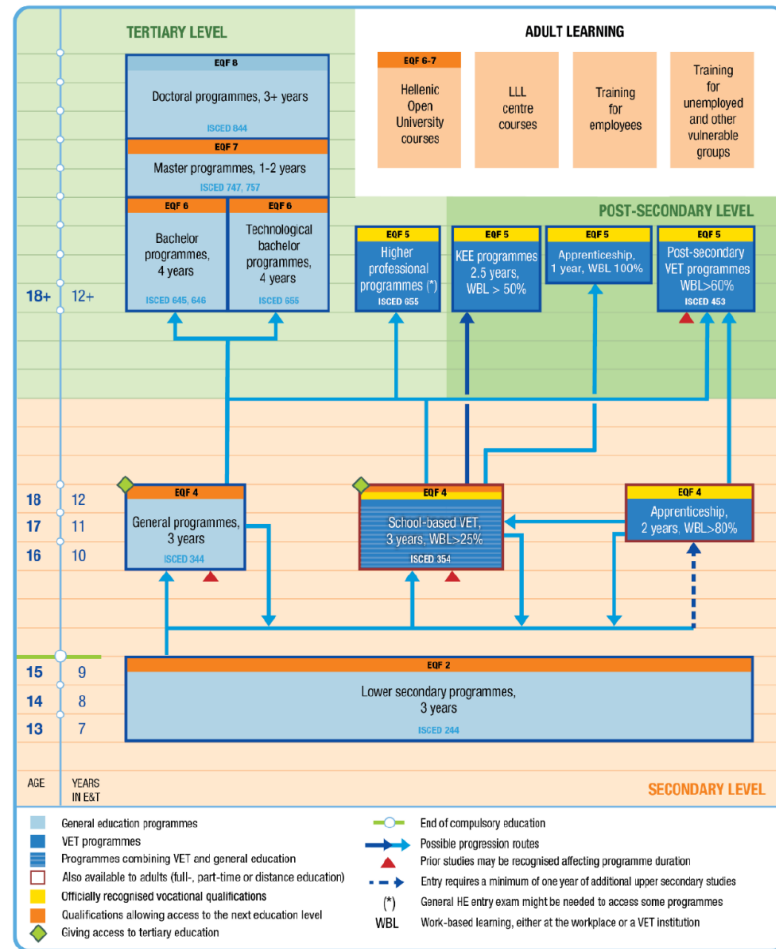 TERTIARY LEVEL
ADULT LEARNING
EQF 8
Doctoral programmes, 3+ years
ISCED 844
EQF 7
Master programmes, 1-2 years
ISCED 747, 757
EQF 6
Bachelor
programmes,
4 years
ISCED 645, 646
EQF 6
Technological
bachelor
programmes,
4 years
ISCED 655
EQF 6-7
Hellenic
Open
University
courses
LLL
centre
courses
Training
for
employees
Training
for
unemployed
and other
vulnerable
groups
POST-SECONDARY LEVEL
EQF 5
Higher
professional
programmes (*)
ISCED 655
EQF 5
KEE programmes
2.5 years,
WBL > 50%
EQF 5
Apprenticeship,
1 year, WBL 100%
EQF 5
Post-secondary
VET programmes
WBL>60%
ISCED 453
18+ 12+
18 12
17 11
16 10
EQF 4
General programmes,
3 years
ISCED 344
EQF 4
School-based VET,
3 years, WBL>25%
ISCED 354
EQF 4
Apprenticeship,
2 years, WBL>80%
15 9
14 8
13 7
EQF 2
Lower secondary programmes,
3 years
ISCED 244
AGE
YEARS
IN E&T
SECONDARY LEVEL
General education programmes
VET programmes
Programmes combining VET and general education
Also available to adults (full-, part-time or distance education)
Officially recognised vocational qualifications
Qualifications allowing access to the next education level
Giving access to tertiary education
End of compulsory education
Possible progression routes
Prior studies may be recognised affecting programme duration
Entry requires a minimum of one year of additional upper secondary studies
(*) General HE entry exam might be needed to access some programmes
WBL Work-based learning, either at the workplace or a VET institution